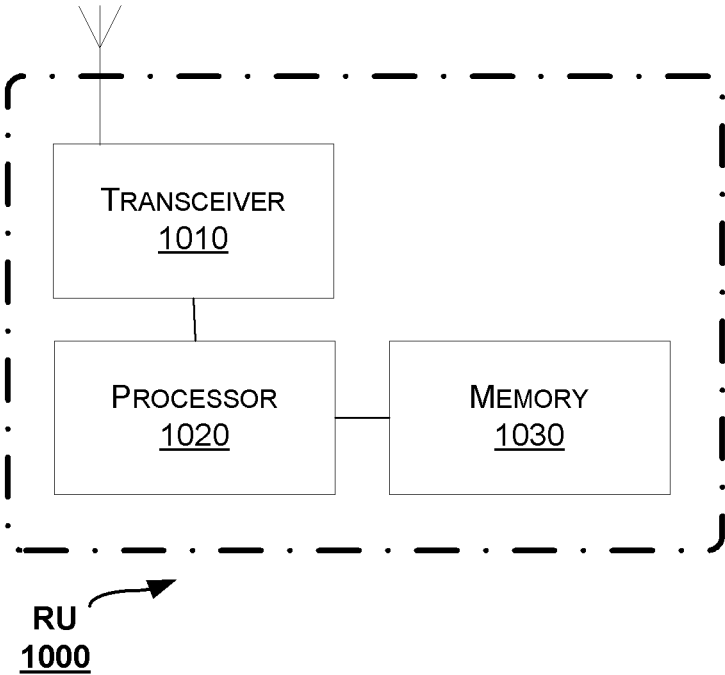 TRANSCEIVER
1010
PROCESSOR
1020
MEMORY
1030
RU
1000